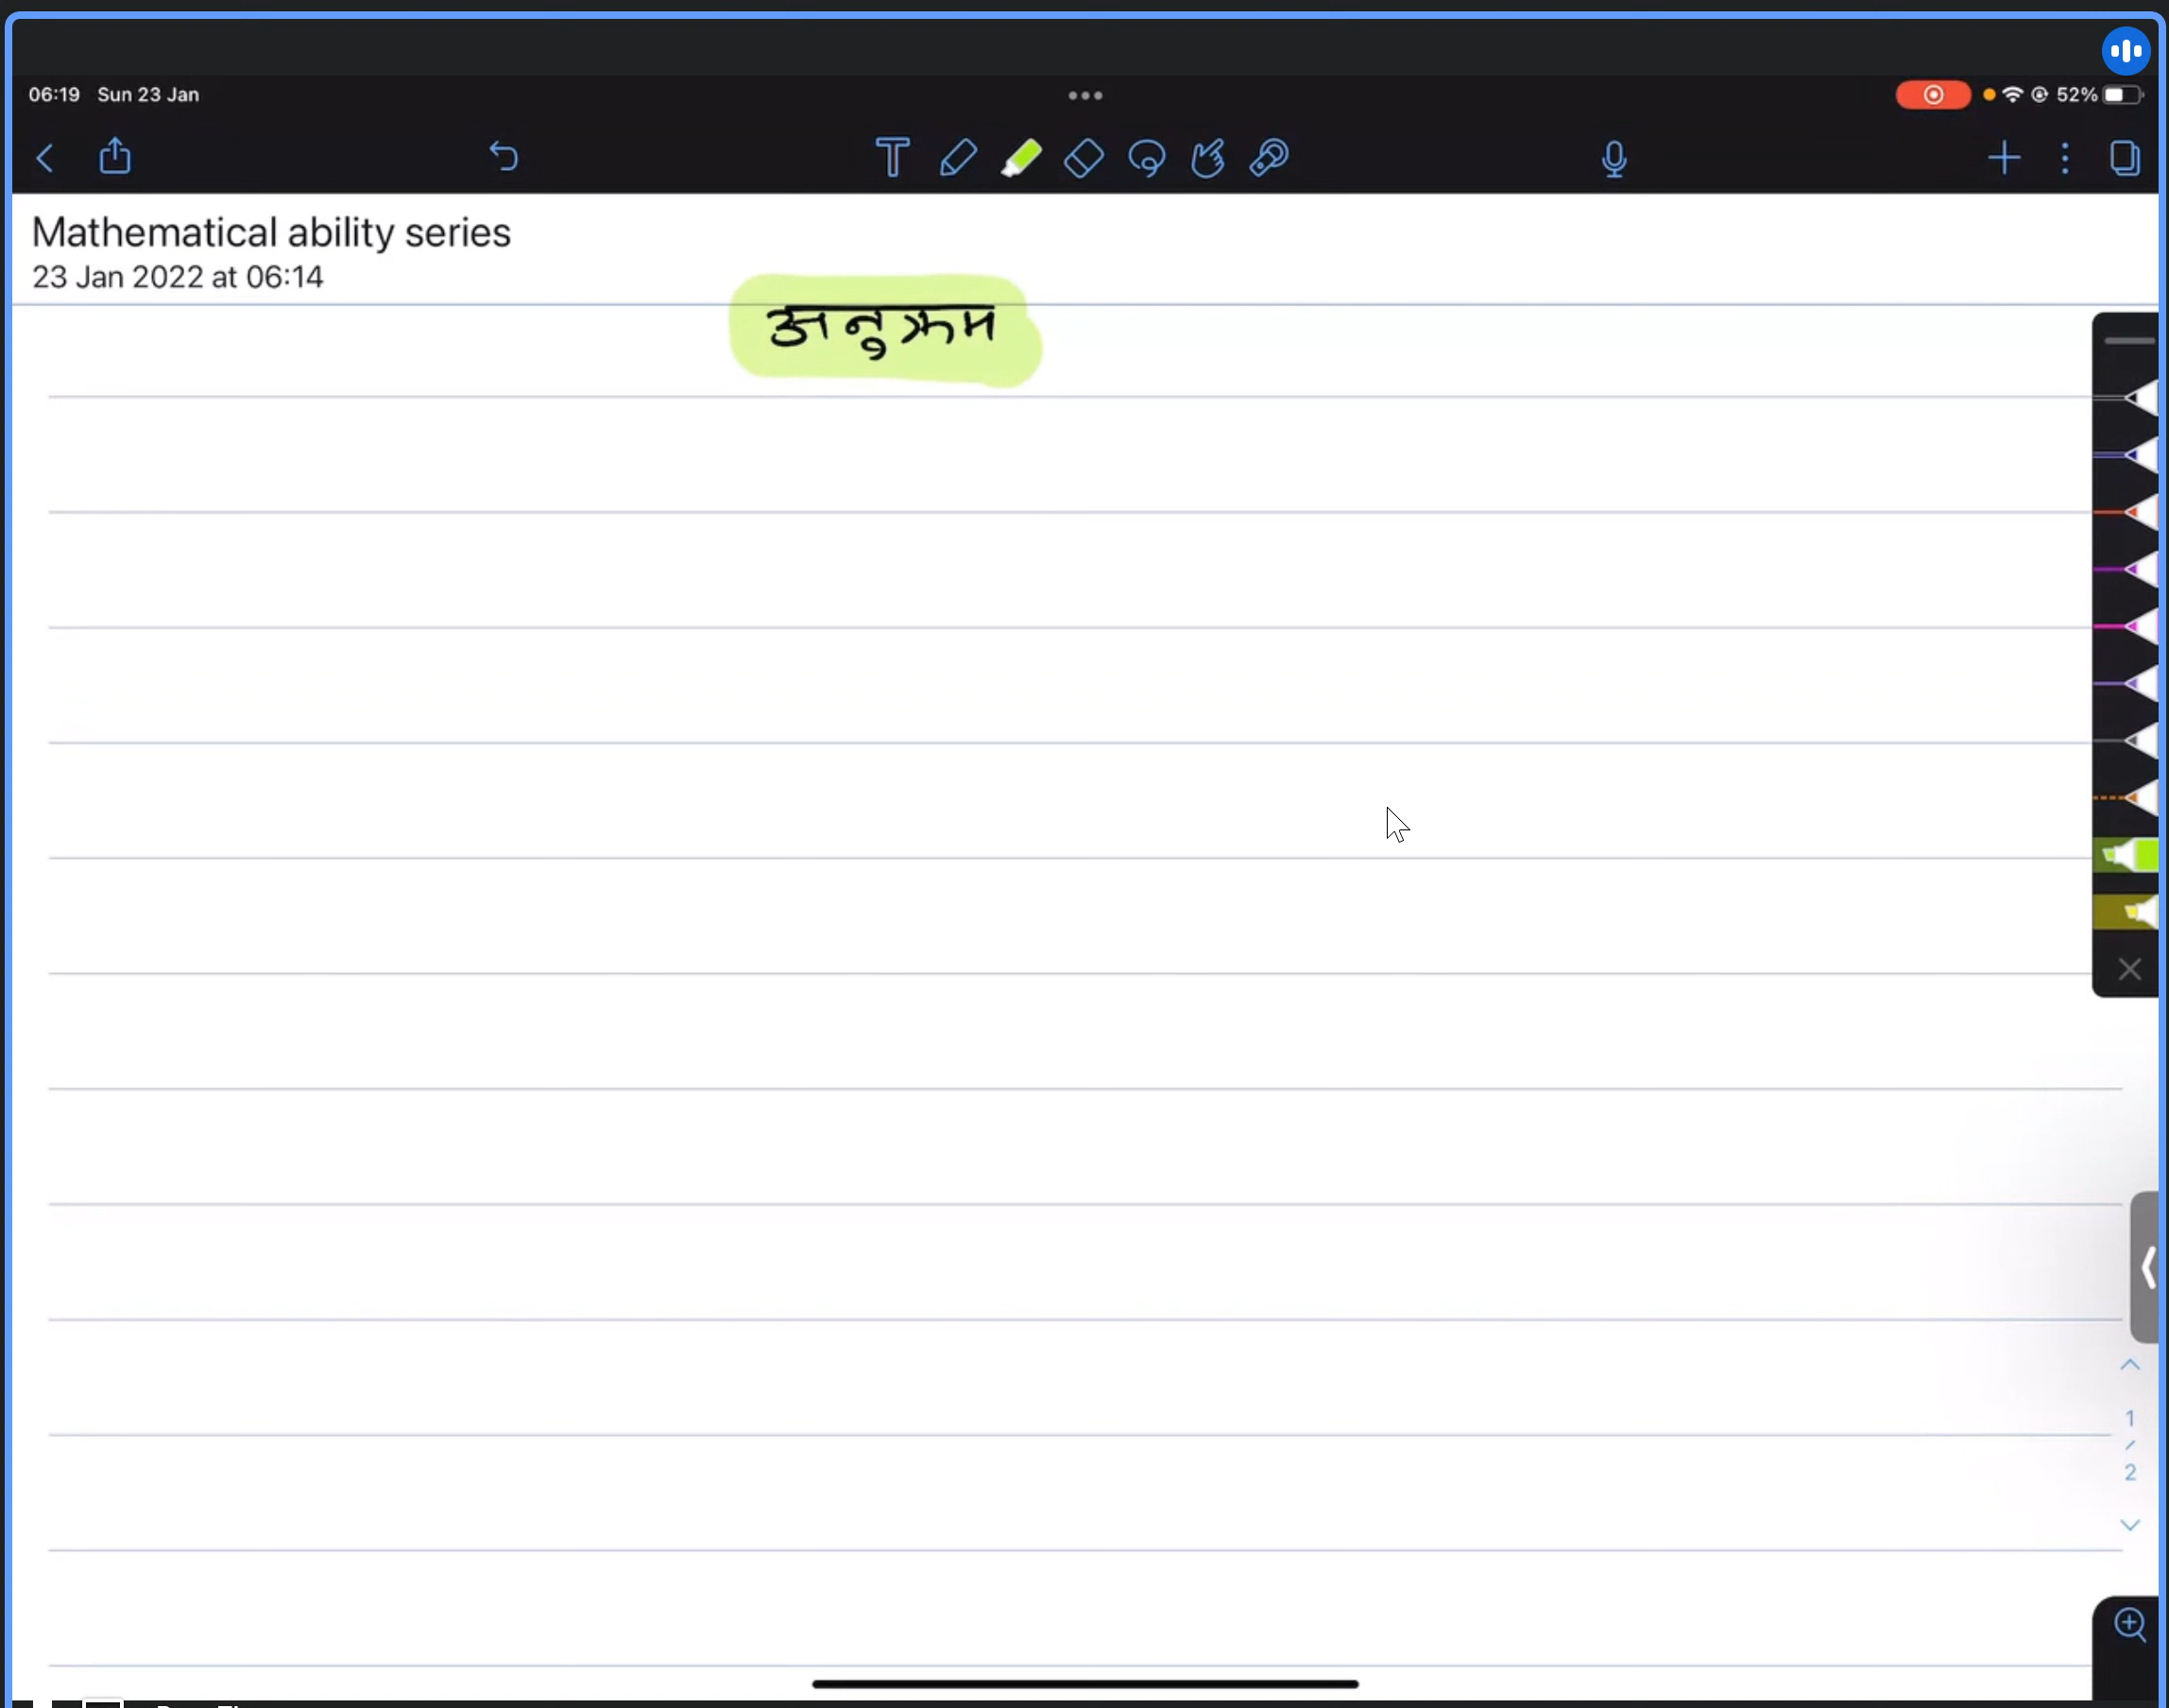 06:19 Sun 23 Jan
52%
Mathematical ability series
23 Jan 2022 at 06:14
अनुक्रम
1
2